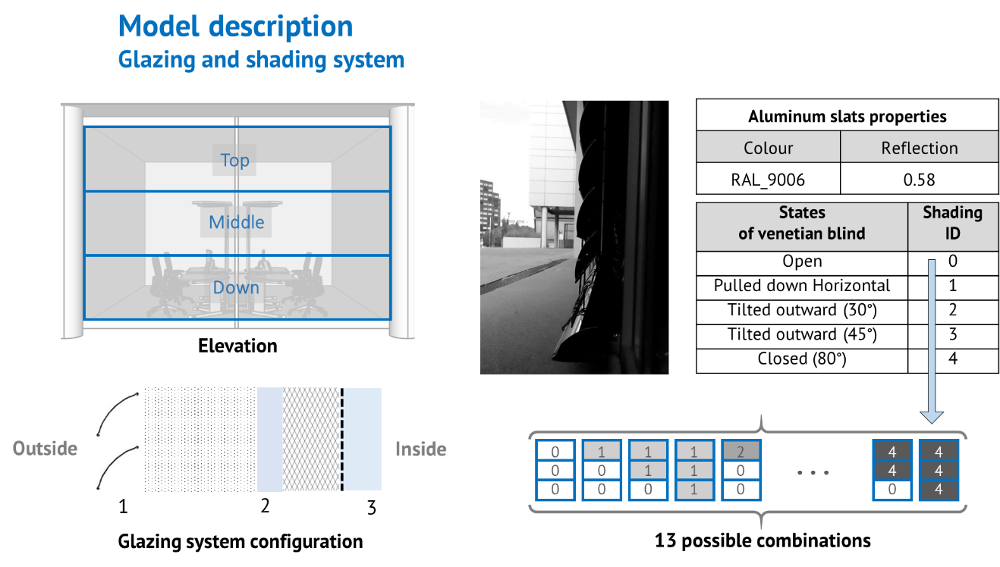 Model description
Glazing and shading system
Top
Middle
Down
Elevation
Outside
Inside
1 2 3
Glazing system configuration
Aluminum slats properties
Colour Reflection
RAL_9006 0.58
States
of venetian blind
Shading
ID
Open 0
Pulled down Horizontal 1
Tilted outward (30°) 2
Tilted outward (45°) 3
Closed (80°) 4
0 1 1 1 2 4 4
0 0 1 1 0 ... 4 4
0 0 0 1 0 0 4
13 possible combinations